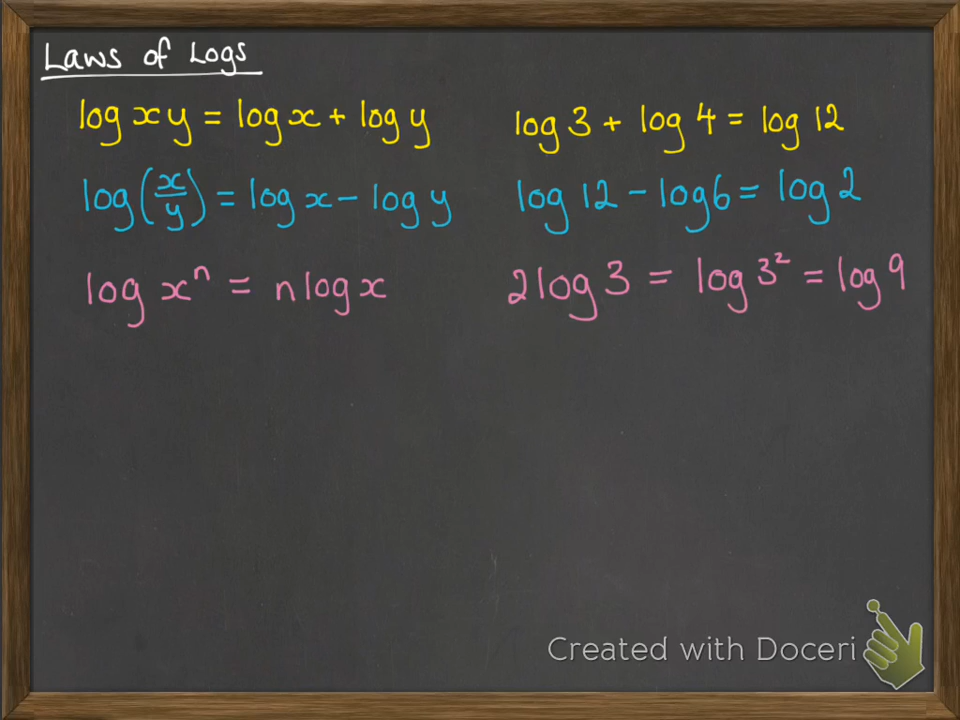 Laws of Logs
log xy = log x + log y
log 3 + log 4 = log 12
log(x/y) = log x − log y
log 12 − log 6 = log 2
log xⁿ = n log x
2 log 3 = log 3² = log 9
Created with Doceri